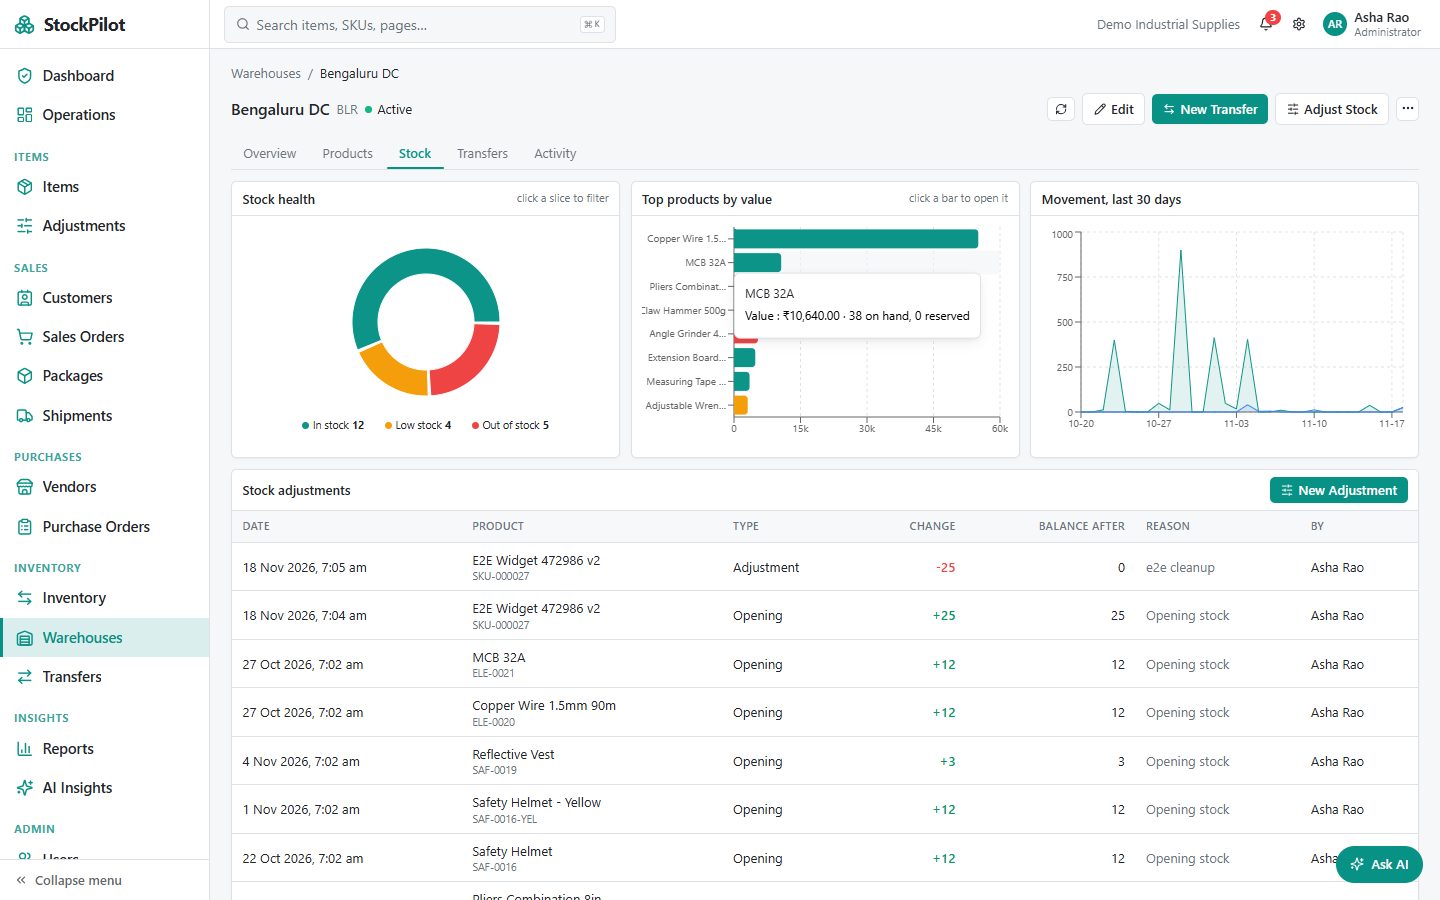 StockPilot
Search items, SKUs, pages...
⌘K
Demo Industrial Supplies
3
AR
Asha Rao
Administrator
Dashboard
Operations
ITEMS
Items
Adjustments
SALES
Customers
Sales Orders
Packages
Shipments
PURCHASES
Vendors
Purchase Orders
INVENTORY
Inventory
Warehouses
Transfers
INSIGHTS
Reports
AI Insights
ADMIN
Users
Collapse menu
Warehouses / Bengaluru DC
Bengaluru DC BLR Active
Edit
New Transfer
Adjust Stock
Overview
Products
Stock
Transfers
Activity
Stock health
click a slice to filter
In stock 12
Low stock 4
Out of stock 5
Top products by value
click a bar to open it
Copper Wire 1.5...
MCB 32A
Pliers Combinat...
Claw Hammer 500g
Angle Grinder 4...
Extension Board...
Measuring Tape ...
Adjustable Wren...
0 15k 30k 45k 60k
MCB 32A
Value : ₹10,640.00 · 38 on hand, 0 reserved
Movement, last 30 days
1000
750
500
250
0
10-20 10-27 11-03 11-10 11-17
Stock adjustments
New Adjustment
DATE PRODUCT TYPE CHANGE BALANCE AFTER REASON BY
18 Nov 2026, 7:05 am E2E Widget 472986 v2 Adjustment -25 0 e2e cleanup Asha Rao
SKU-000027
18 Nov 2026, 7:04 am E2E Widget 472986 v2 Opening +25 25 Opening stock Asha Rao
SKU-000027
27 Oct 2026, 7:02 am MCB 32A Opening +12 12 Opening stock Asha Rao
ELE-0021
27 Oct 2026, 7:02 am Copper Wire 1.5mm 90m Opening +12 12 Opening stock Asha Rao
ELE-0020
4 Nov 2026, 7:02 am Reflective Vest Opening +3 3 Opening stock Asha Rao
SAF-0019
1 Nov 2026, 7:02 am Safety Helmet - Yellow Opening +12 12 Opening stock Asha Rao
SAF-0016-YEL
22 Oct 2026, 7:02 am Safety Helmet Opening +12 12 Opening stock Asha
SAF-0016
Pliers Combination 8in
Ask AI